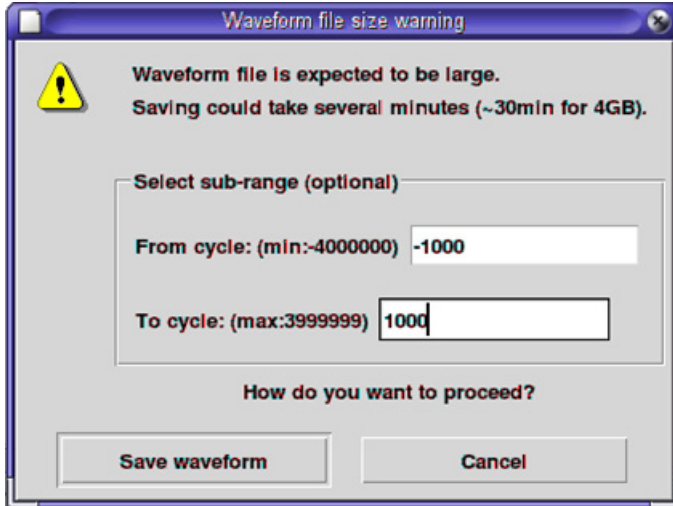 Waveform file size warning
Waveform file is expected to be large.
Saving could take several minutes (~30min for 4GB).
Select sub-range (optional)
From cycle: (min:-4000000) -1000
To cycle: (max:3999999) 1000
How do you want to proceed?
Save waveform Cancel